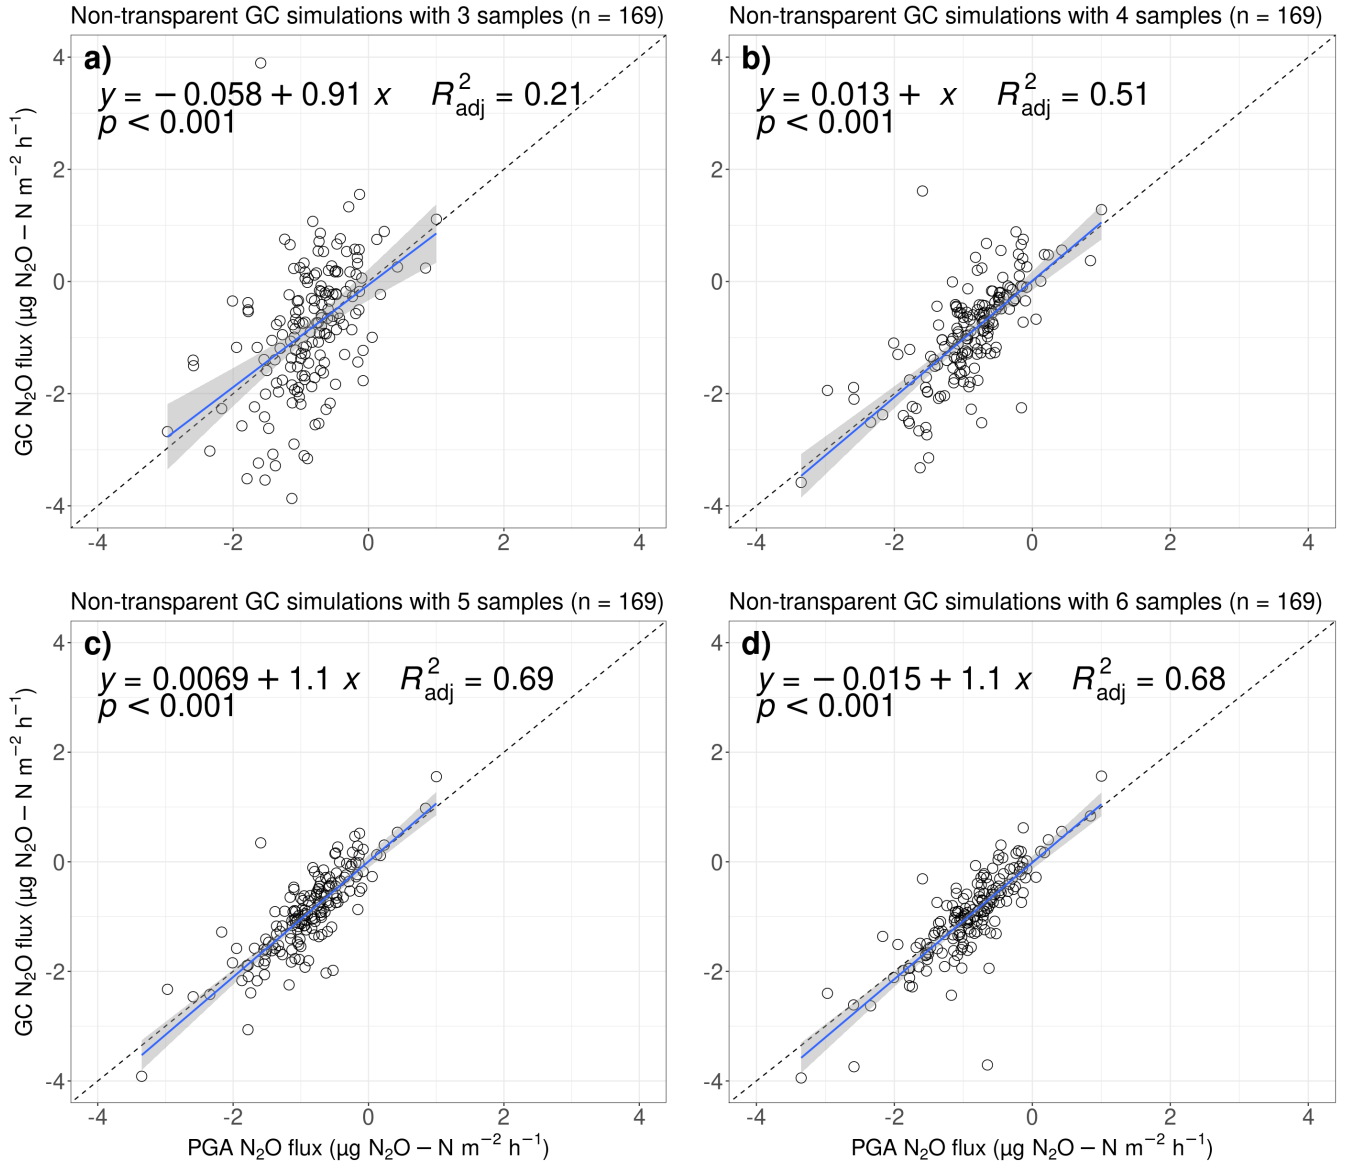 Non-transparent GC simulations with 3 samples (n = 169)
a)
y = − 0.058 + 0.91 x R²adj = 0.21
p < 0.001
GC N₂O flux (µg N₂O − N m⁻² h⁻¹)
4
2
0
-2
-4
-4 -2 0 2 4
Non-transparent GC simulations with 4 samples (n = 169)
b)
y = 0.013 + x R²adj = 0.51
p < 0.001
4
2
0
-2
-4
-4 -2 0 2 4
Non-transparent GC simulations with 5 samples (n = 169)
c)
y = 0.0069 + 1.1 x R²adj = 0.69
p < 0.001
GC N₂O flux (µg N₂O − N m⁻² h⁻¹)
4
2
0
-2
-4
-4 -2 0 2 4
PGA N₂O flux (µg N₂O − N m⁻² h⁻¹)
Non-transparent GC simulations with 6 samples (n = 169)
d)
y = − 0.015 + 1.1 x R²adj = 0.68
p < 0.001
4
2
0
-2
-4
-4 -2 0 2 4
PGA N₂O flux (µg N₂O − N m⁻² h⁻¹)